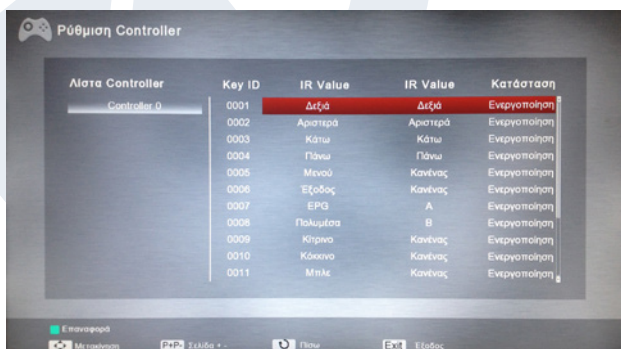 Ρύθμιση Controller
Λίστα Controller Key ID IR Value IR Value Κατάσταση
Controller 0 0001 Δεξιά Δεξιά Ενεργοποίηση
0002 Αριστερά Αριστερά Ενεργοποίηση
0003 Κάτω Κάτω Ενεργοποίηση
0004 Πάνω Πάνω Ενεργοποίηση
0005 Μενού Κανένας Ενεργοποίηση
0006 Έξοδος Κανένας Ενεργοποίηση
0007 EPG A Ενεργοποίηση
0008 Πολυμέσα B Ενεργοποίηση
0009 Κίτρινο Κανένας Ενεργοποίηση
0010 Κόκκινο Κανένας Ενεργοποίηση
0011 Μπλε Κανένας Ενεργοποίηση
Επαναφορά
Μετακίνηση P+P- Σελίδα + - Πίσω Exit Έξοδος